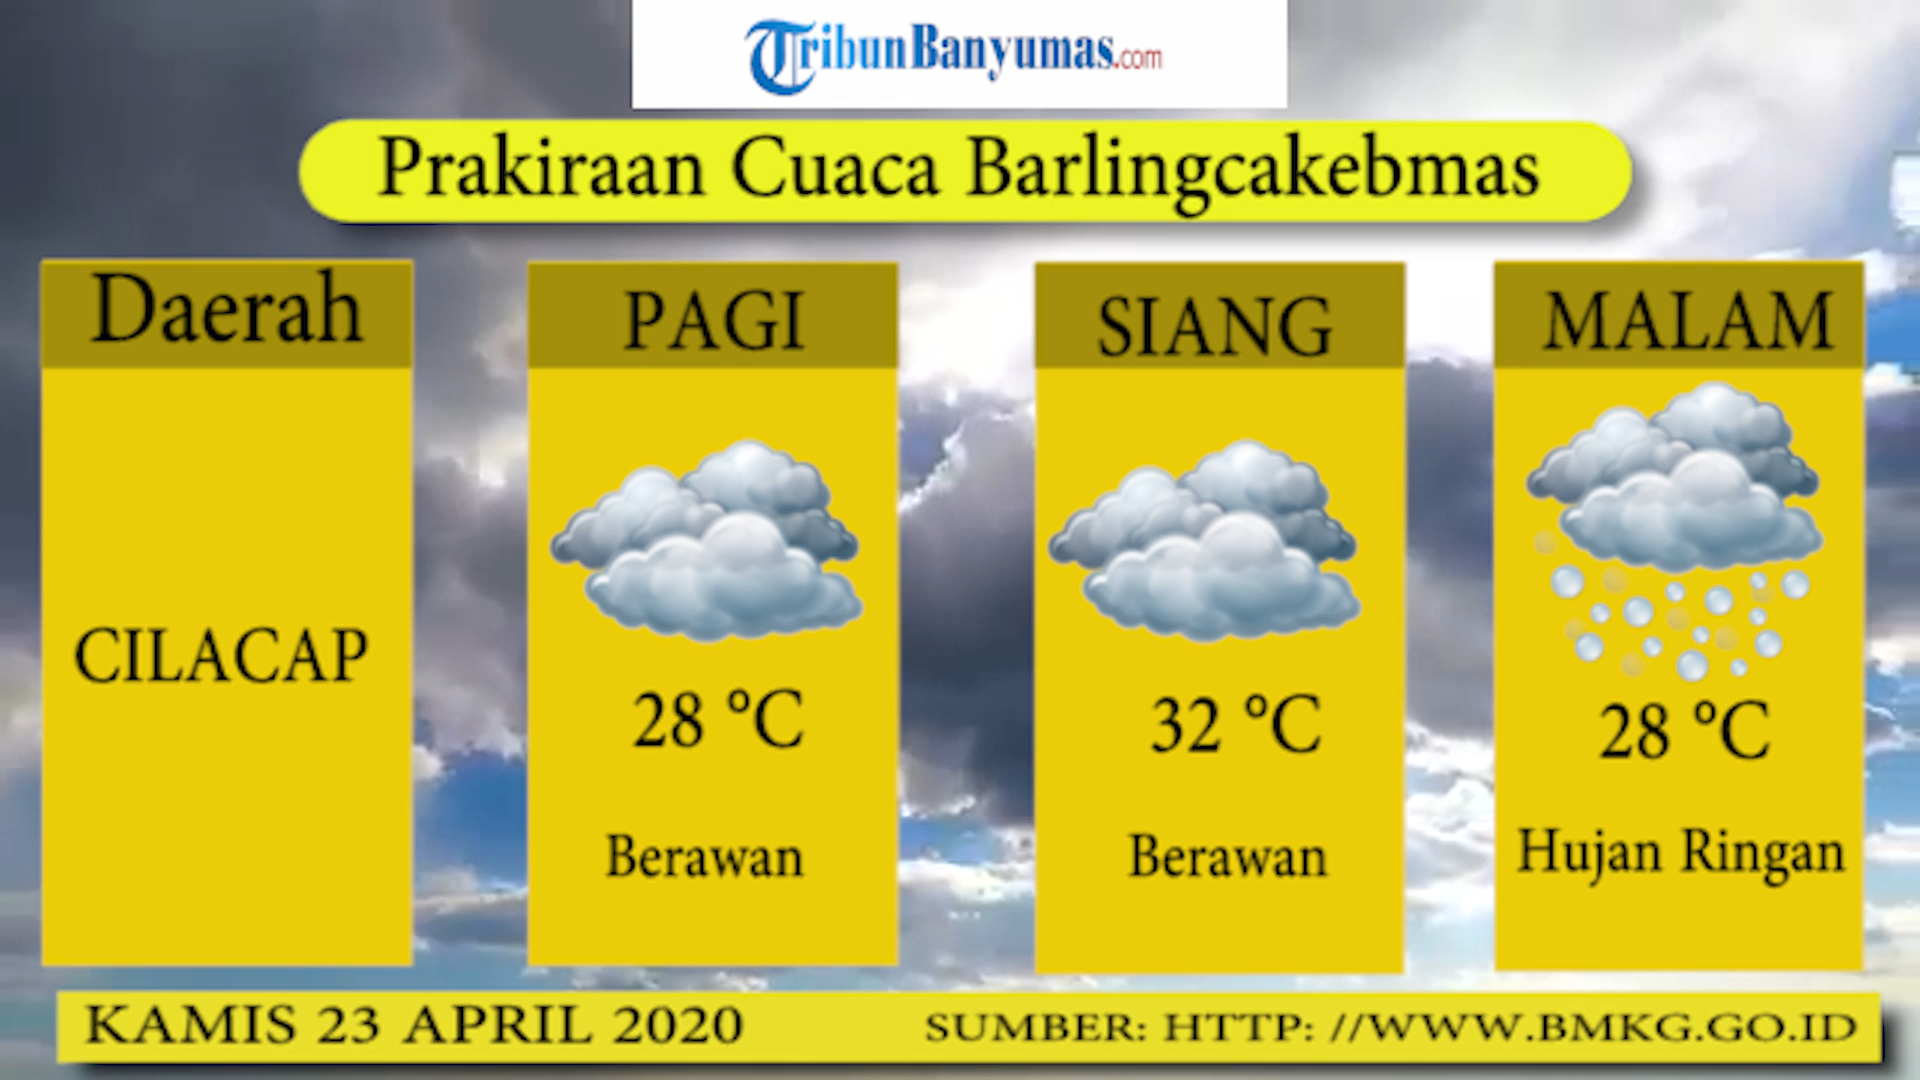 TribunBanyumas.com
Prakiraan Cuaca Barlingcakebmas
Daerah
CILACAP
PAGI
28 °C
Berawan
SIANG
32 °C
Berawan
MALAM
28 °C
Hujan Ringan
KAMIS 23 APRIL 2020
SUMBER: HTTP: //WWW.BMKG.GO.ID